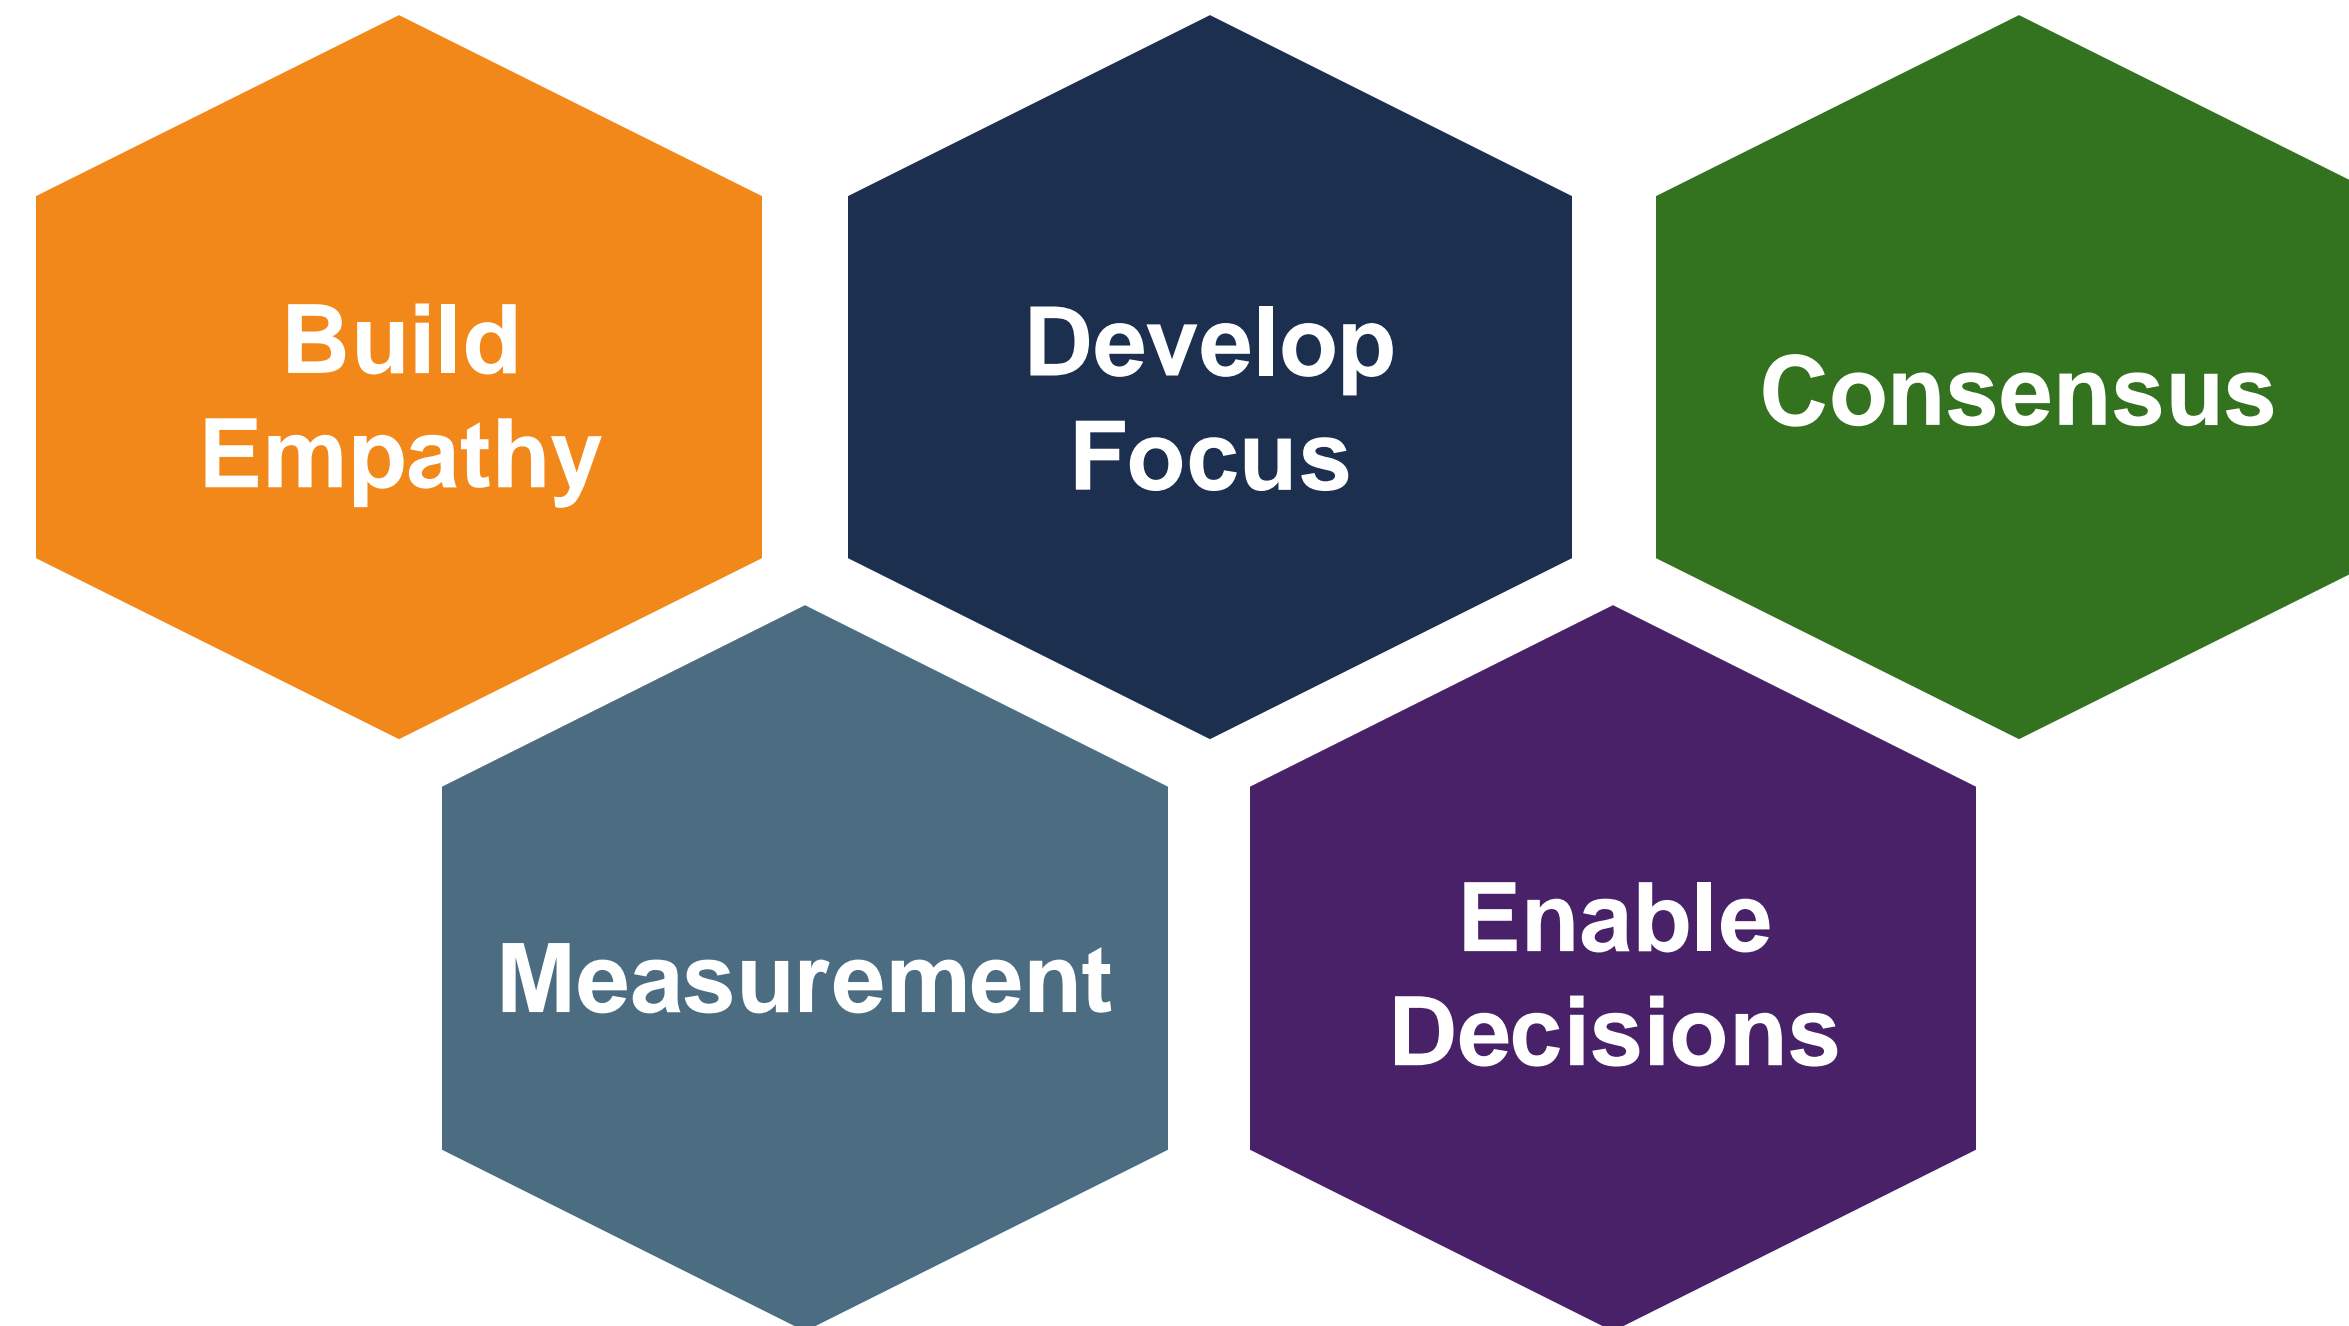 Build
Empathy
Develop
Focus
Consensus
Measurement
Enable
Decisions